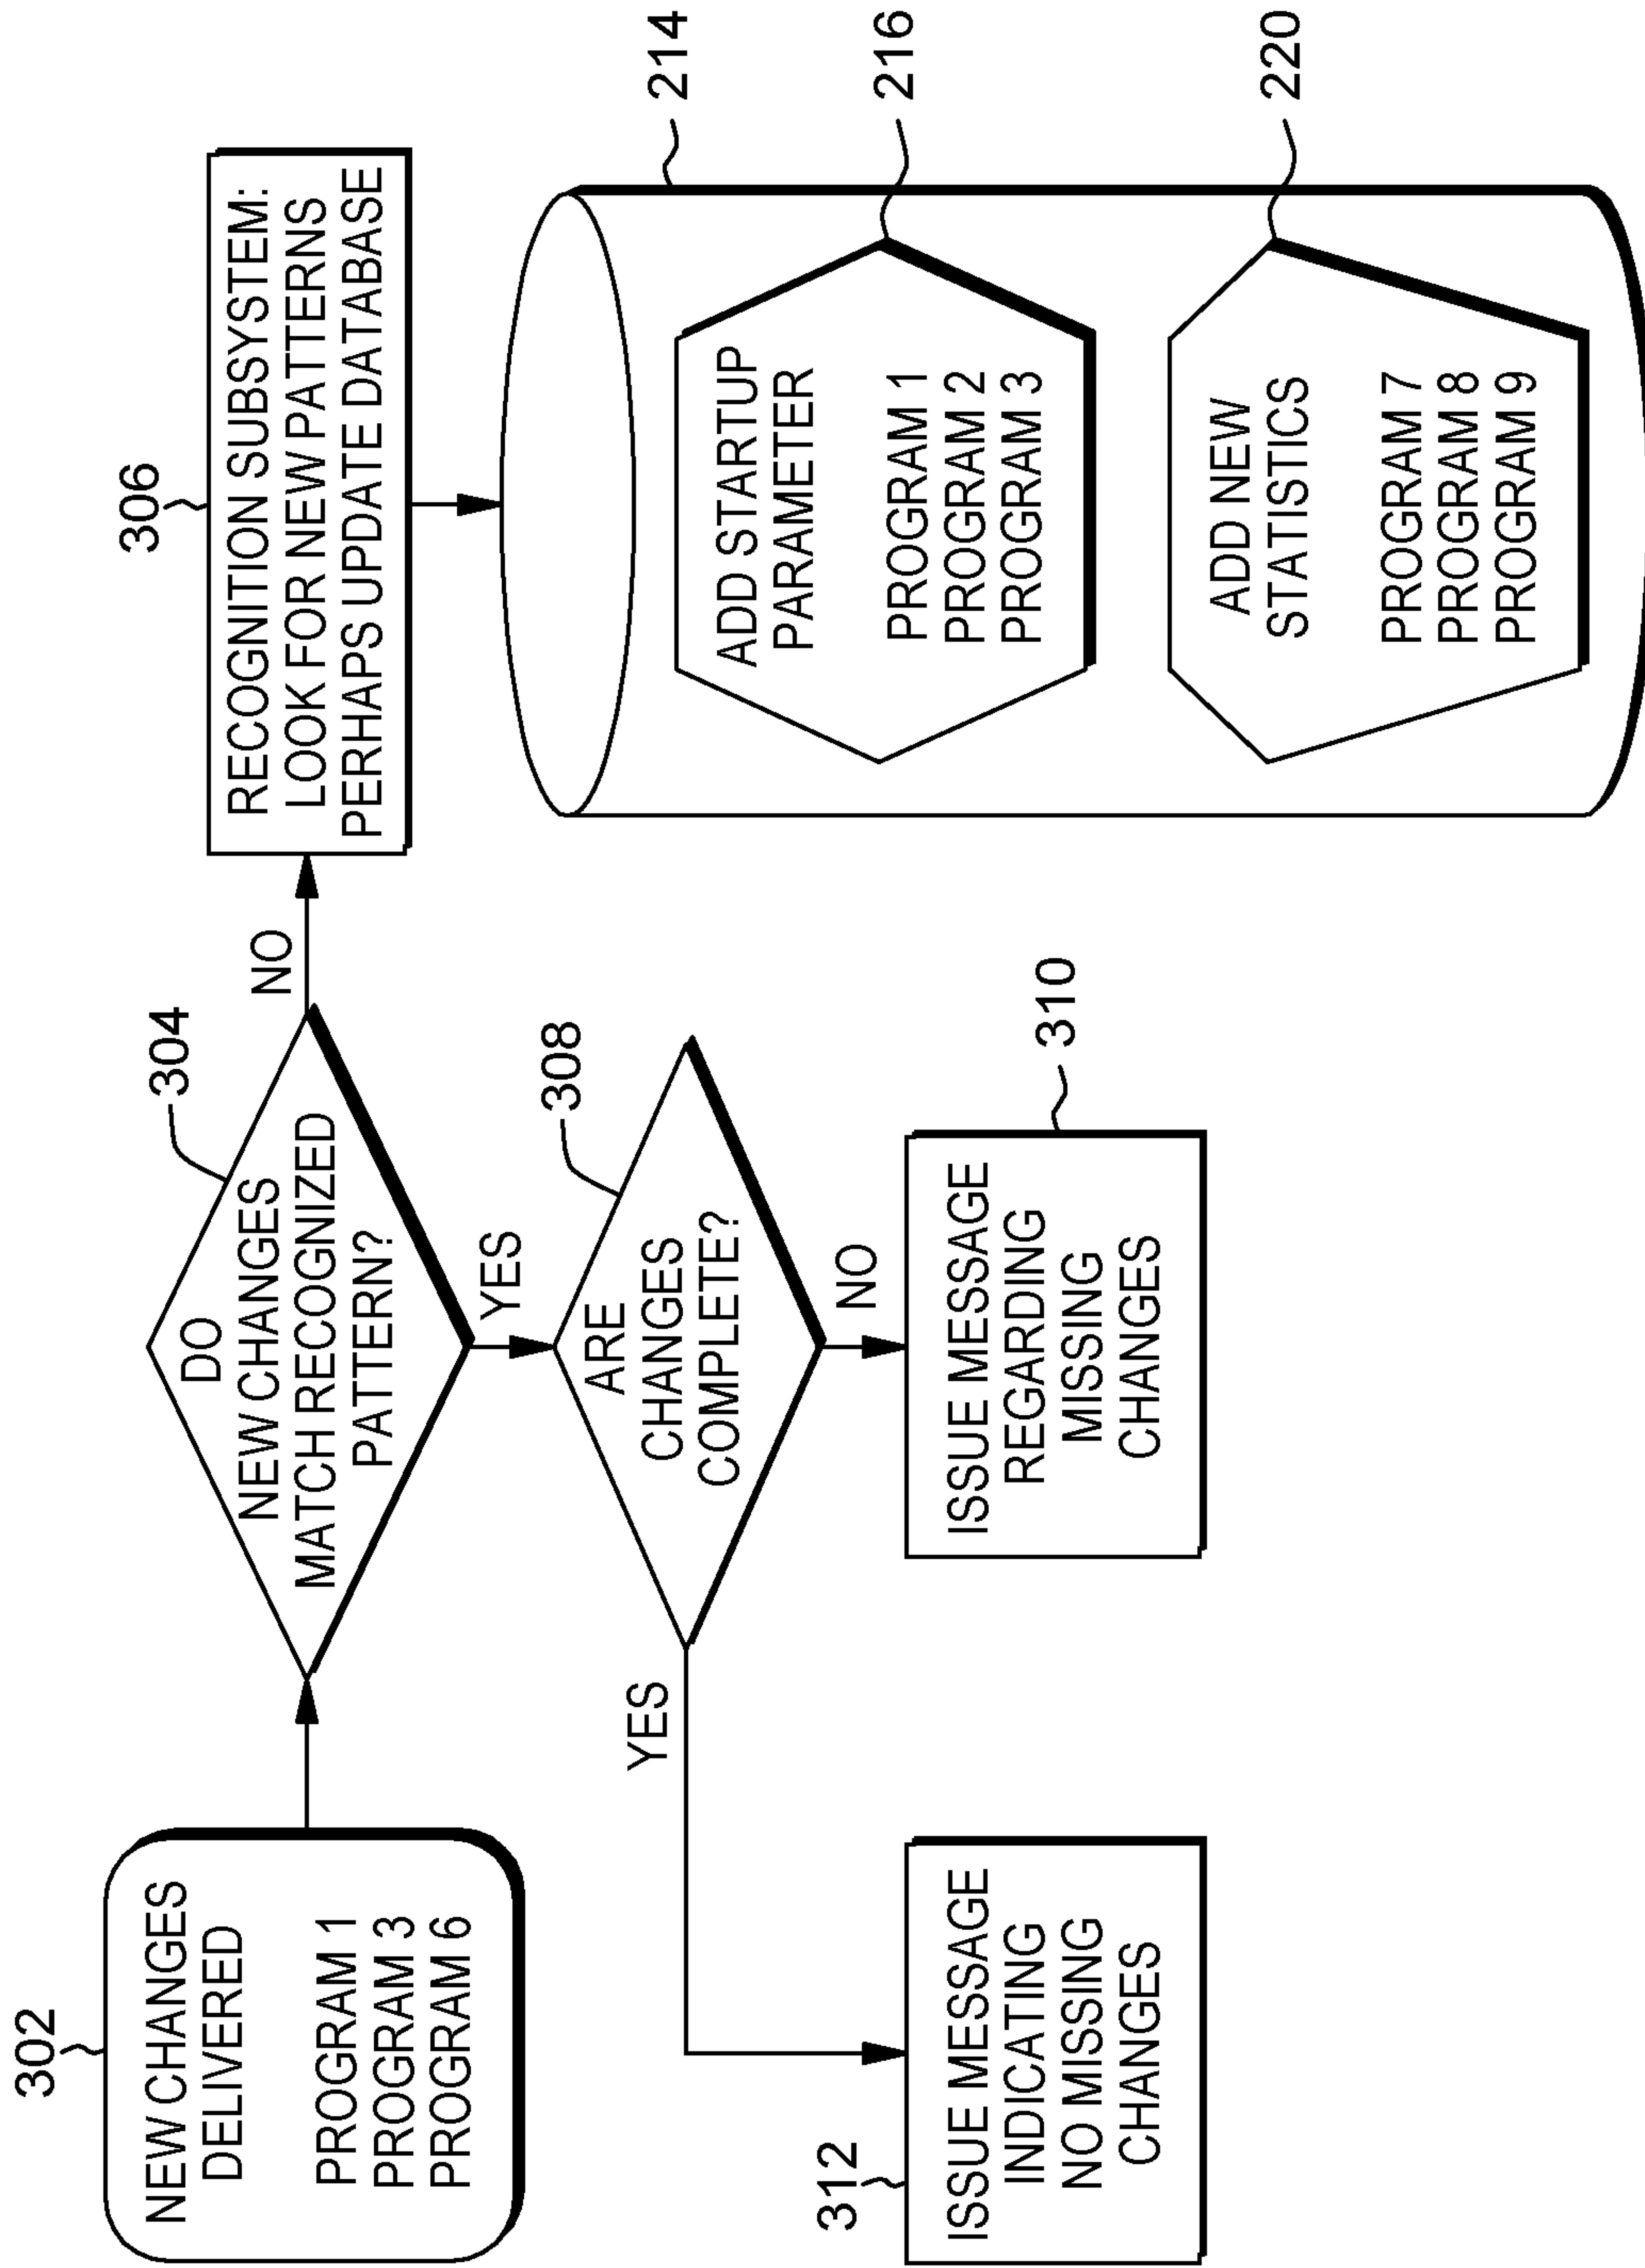 302
NEW CHANGES
DELIVERED
PROGRAM 1
PROGRAM 3
PROGRAM 6
304
DO
NEW CHANGES
MATCH RECOGNIZED
PATTERN?
NO
YES
306
RECOGNITION SUBSYSTEM:
LOOK FOR NEW PATTERNS
PERHAPS UPDATE DATABASE
308
ARE
CHANGES
COMPLETE?
YES
NO
312
ISSUE MESSAGE
INDICATING
NO MISSING
CHANGES
310
ISSUE MESSAGE
REGARDING
MISSING
CHANGES
214
216
ADD STARTUP
PARAMETER
PROGRAM 1
PROGRAM 2
PROGRAM 3
220
ADD NEW
STATISTICS
PROGRAM 7
PROGRAM 8
PROGRAM 9